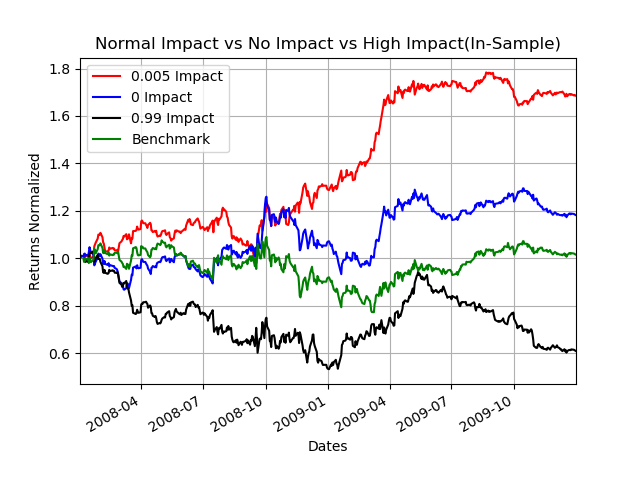 Normal Impact vs No Impact vs High Impact(In-Sample)
0.005 Impact
0 Impact
0.99 Impact
Benchmark
Returns Normalized
1.8
1.6
1.4
1.2
1.0
0.8
0.6
2008-04
2008-07
2008-10
2009-01
2009-04
2009-07
2009-10
Dates